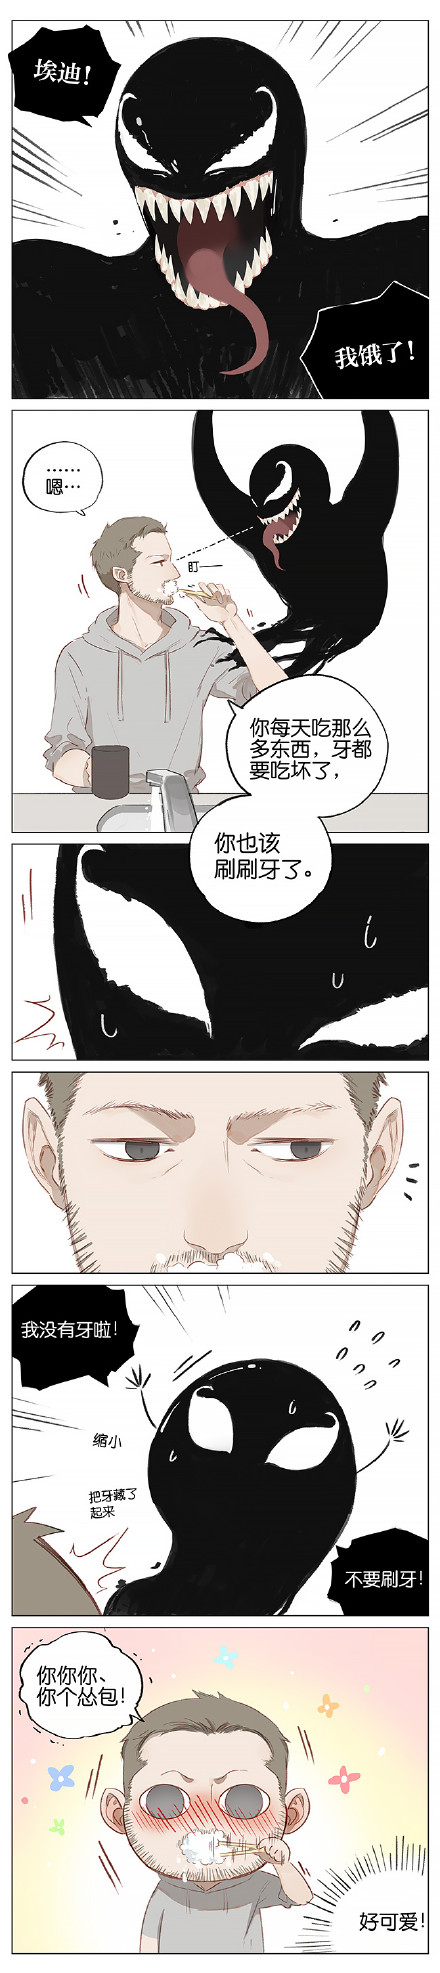 埃迪!
我饿了!
……
嗯…
盯——
你每天吃那么
多东西，牙都
要吃坏了，
你也该
刷刷牙了。
我没有牙啦!
缩小
把牙藏了
起来
不要刷牙!
你你你、
你个怂包!
好可爱!